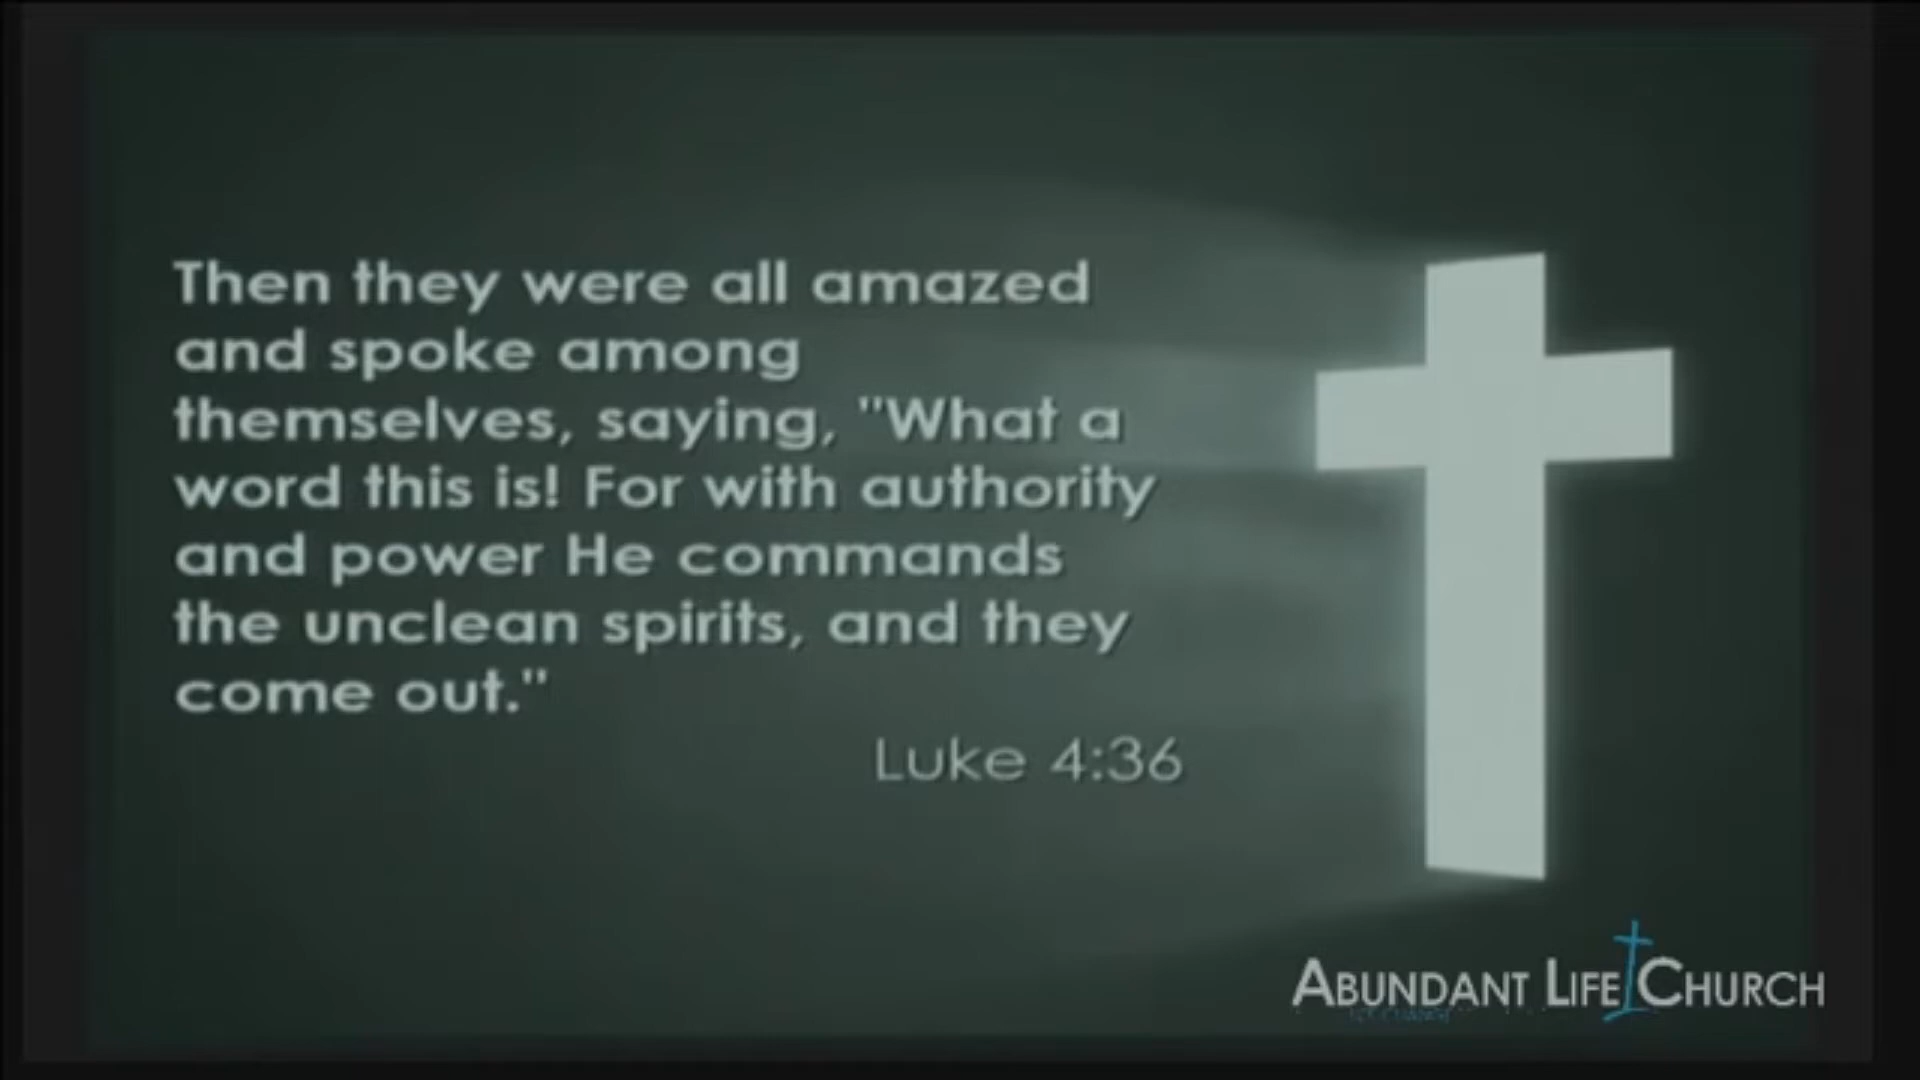 Then they were all amazed
and spoke among
themselves, saying, "What a
word this is! For with authority
and power He commands
the unclean spirits, and they
come out."
Luke 4:36
ABUNDANT LIFE CHURCH